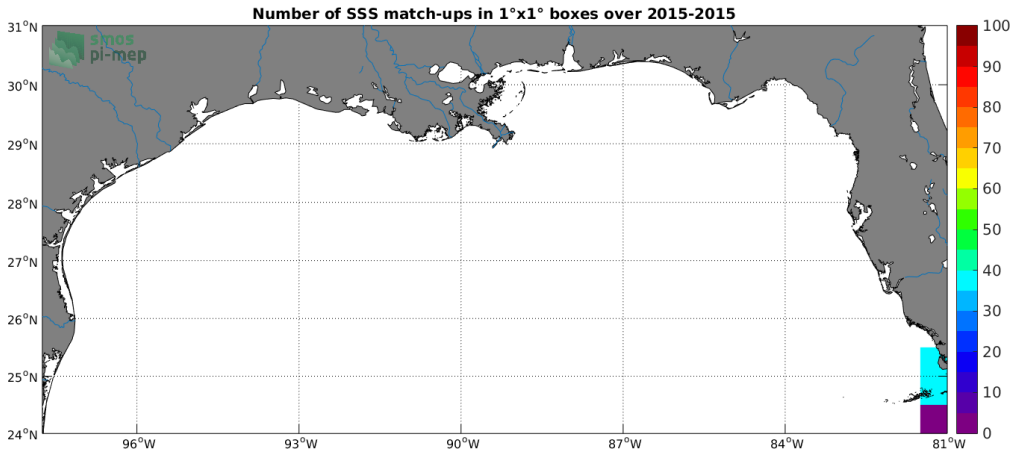 Number of SSS match-ups in 1°x1° boxes over 2015-2015
smos
pi-mep
31°N
30°N
29°N
28°N
27°N
26°N
25°N
24°N
96°W
93°W
90°W
87°W
84°W
81°W
100
90
80
70
60
50
40
30
20
10
0